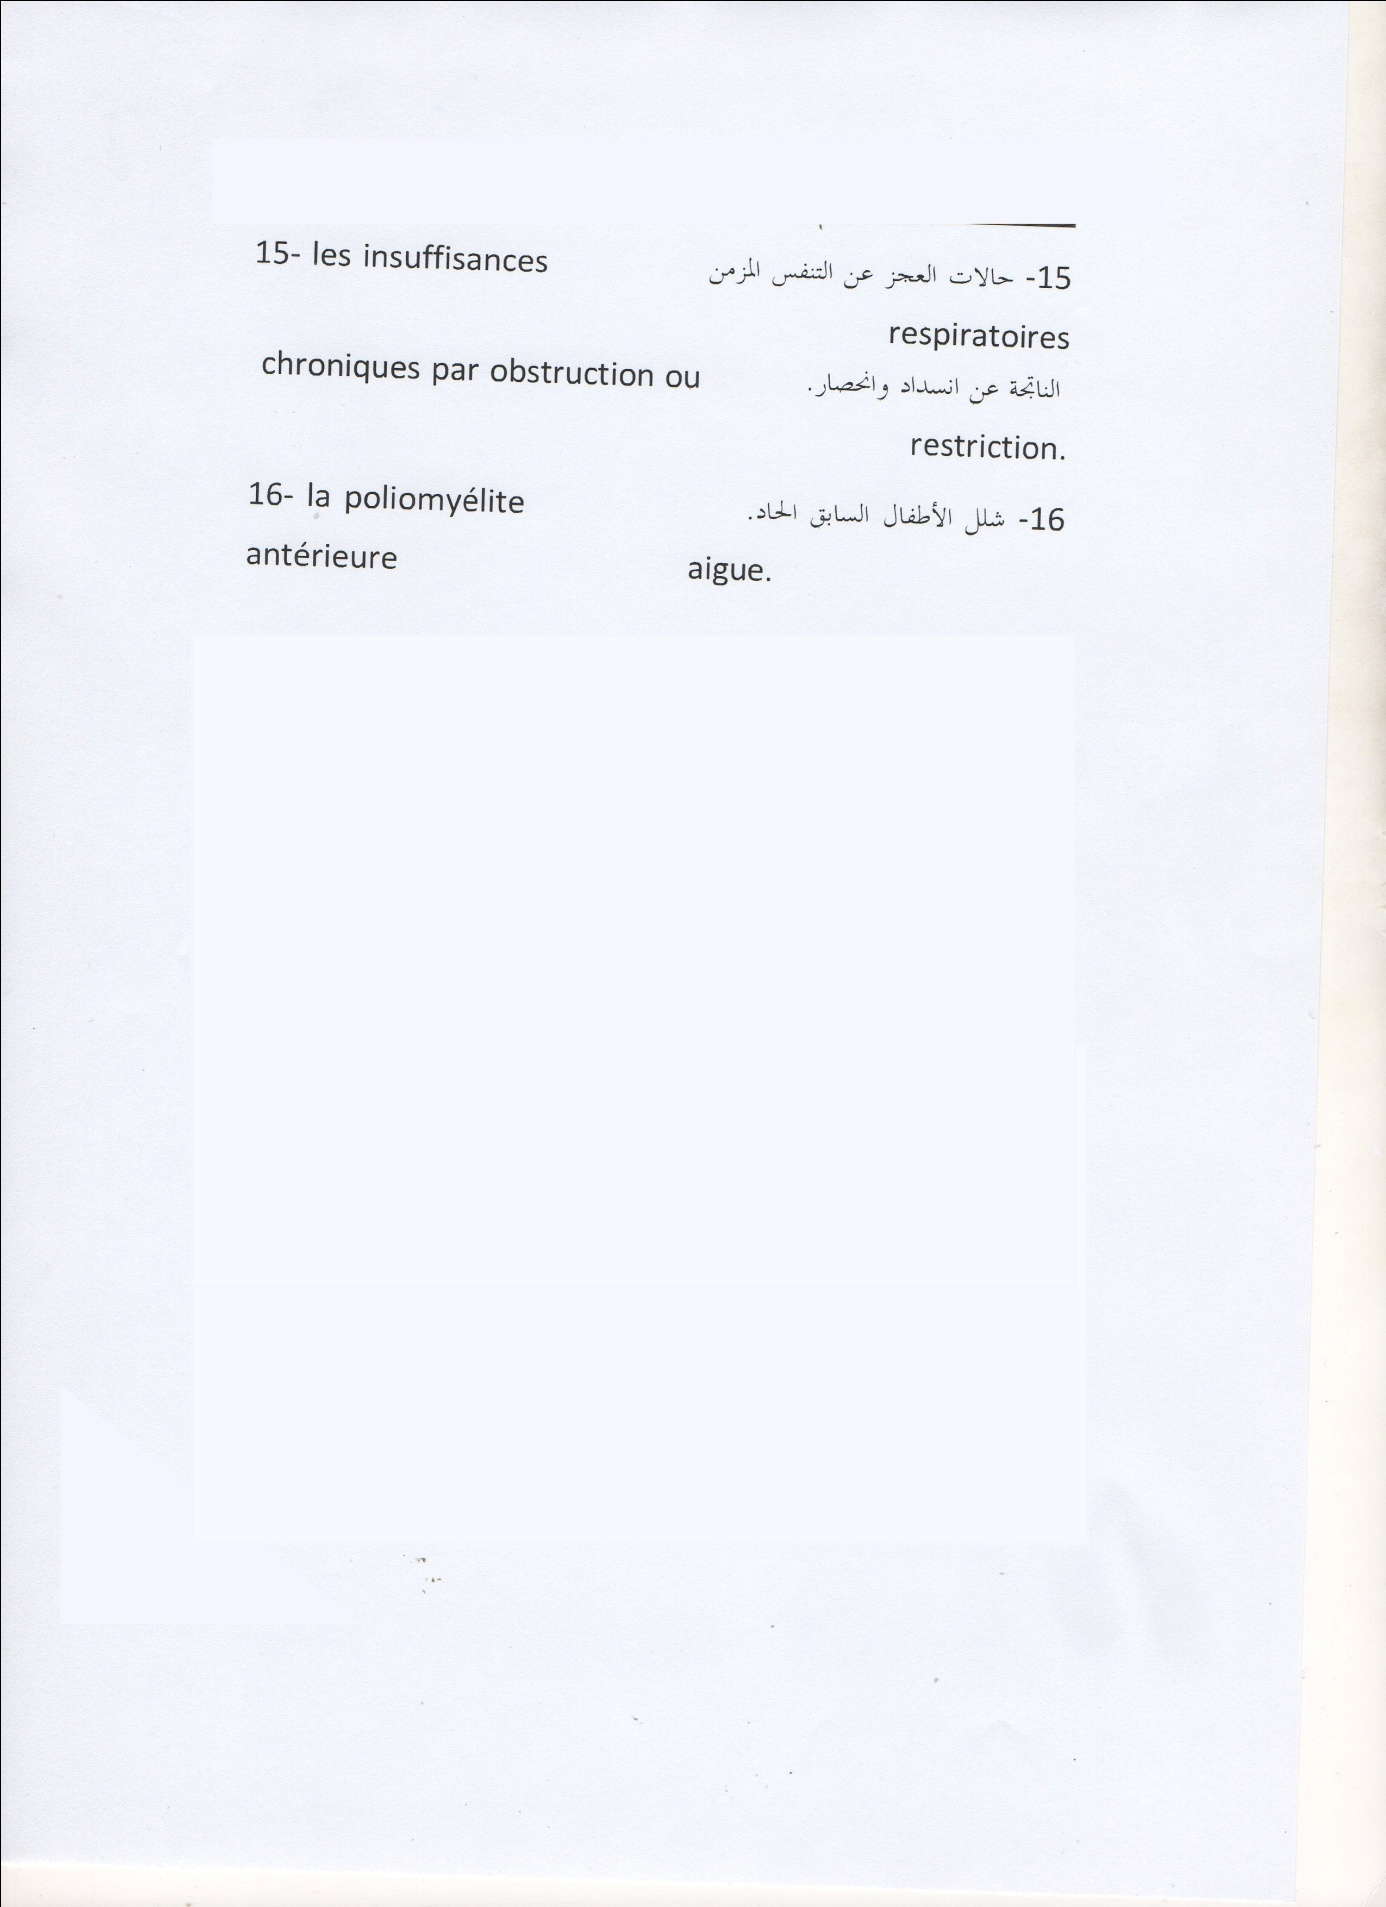 15- les insuffisances 15- حالات العجز عن التنفس المزمن
respiratoires
chroniques par obstruction ou الناتجة عن انسداد وانحصار.
restriction.
16- la poliomyélite 16- شلل الأطفال السابق الحاد.
antérieure aigue.